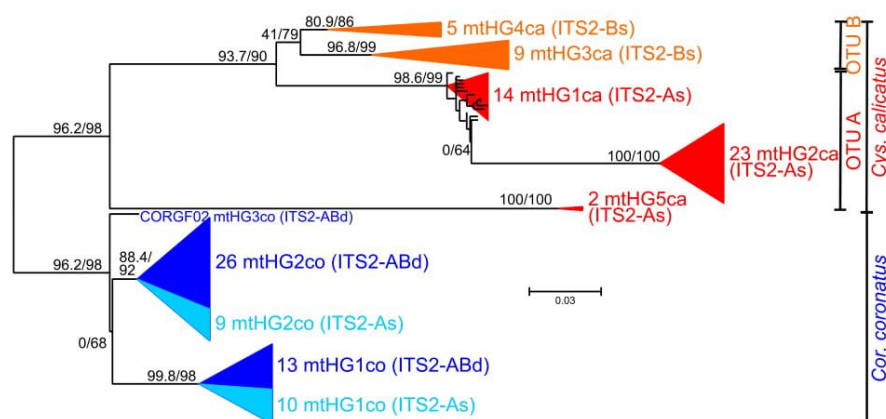 80.9/86
5 mtHG4ca (ITS2-Bs)
41/79
93.7/90
96.8/99
9 mtHG3ca (ITS2-Bs)
98.6/99
14 mtHG1ca (ITS2-As)
96.2/98
0/64
100/100
23 mtHG2ca
(ITS2-As)
100/100
2 mtHG5ca
(ITS2-As)
CORGF02 mtHG3co (ITS2-ABd)
96.2/98
88.4/
92
26 mtHG2co (ITS2-ABd)
9 mtHG2co (ITS2-As)
0/68
13 mtHG1co (ITS2-ABd)
99.8/98
10 mtHG1co (ITS2-As)
0.03
OTU B
OTU A
Cys. calicatus
Cor. coronatus